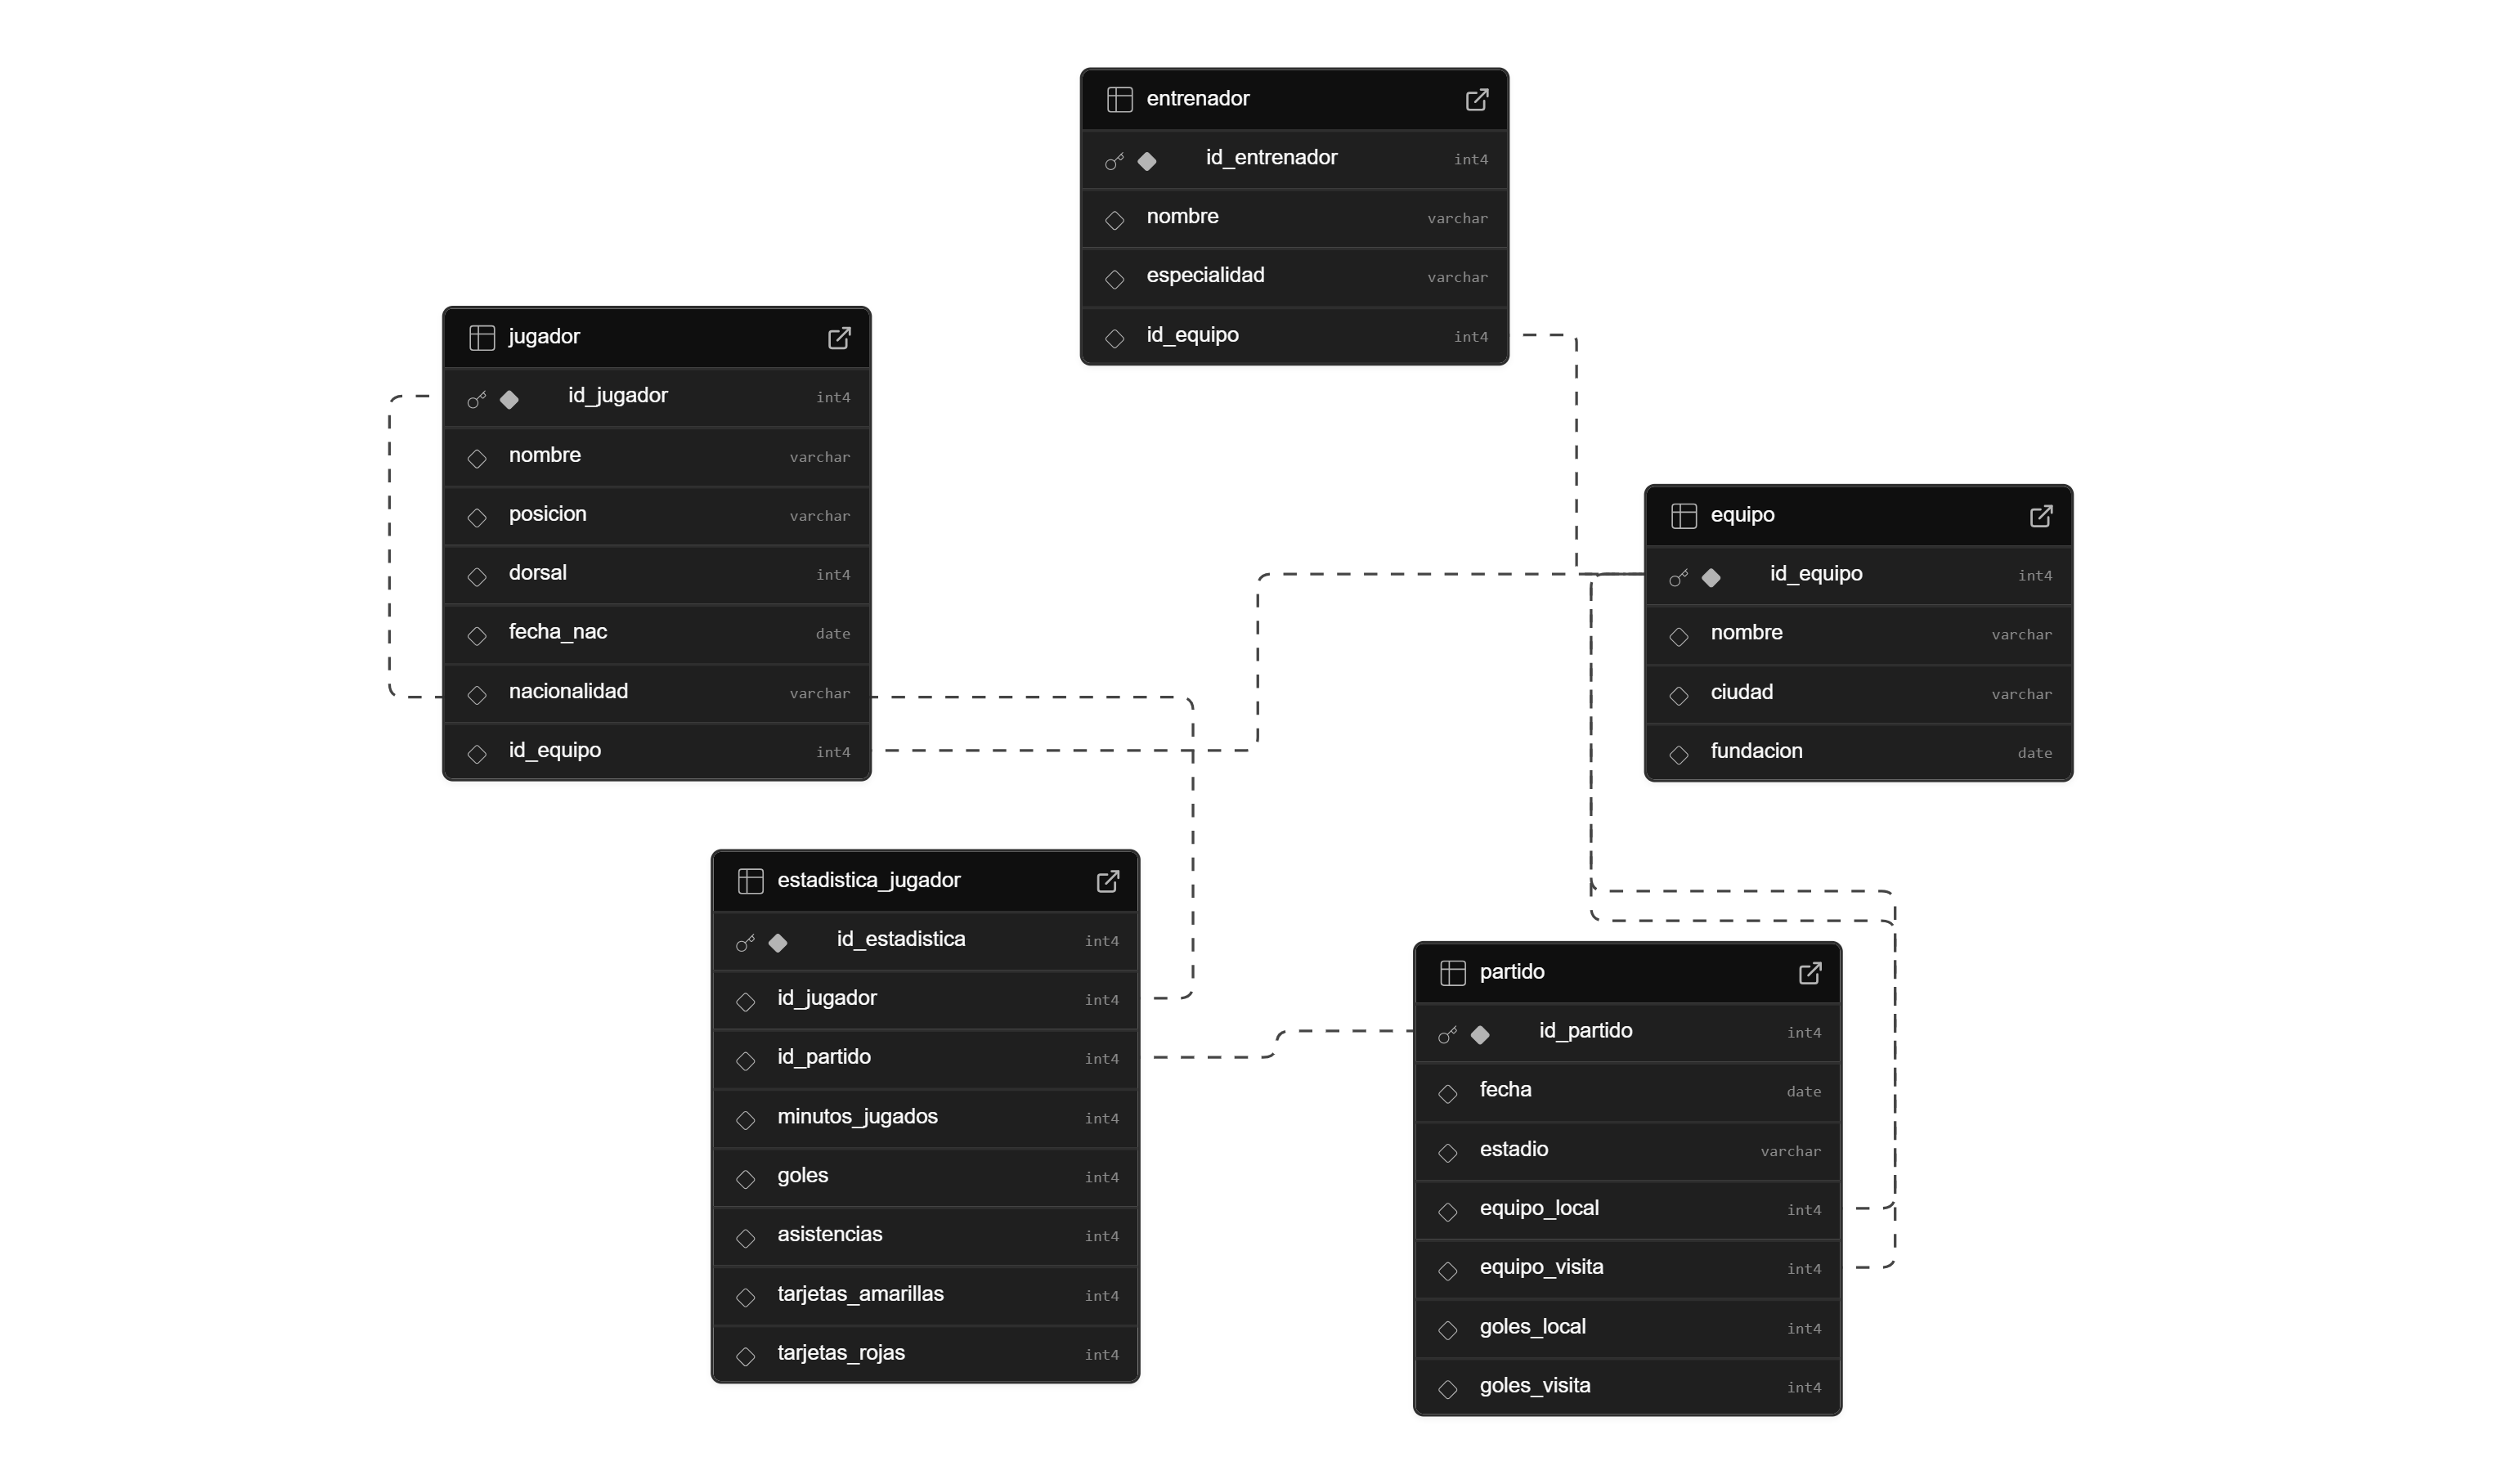 entrenador
id_entrenador int4
nombre varchar
especialidad varchar
id_equipo int4
jugador
id_jugador int4
nombre varchar
posicion varchar
dorsal int4
fecha_nac date
nacionalidad varchar
id_equipo int4
equipo
id_equipo int4
nombre varchar
ciudad varchar
fundacion date
estadistica_jugador
id_estadistica int4
id_jugador int4
id_partido int4
minutos_jugados int4
goles int4
asistencias int4
tarjetas_amarillas int4
tarjetas_rojas int4
partido
id_partido int4
fecha date
estadio varchar
equipo_local int4
equipo_visita int4
goles_local int4
goles_visita int4